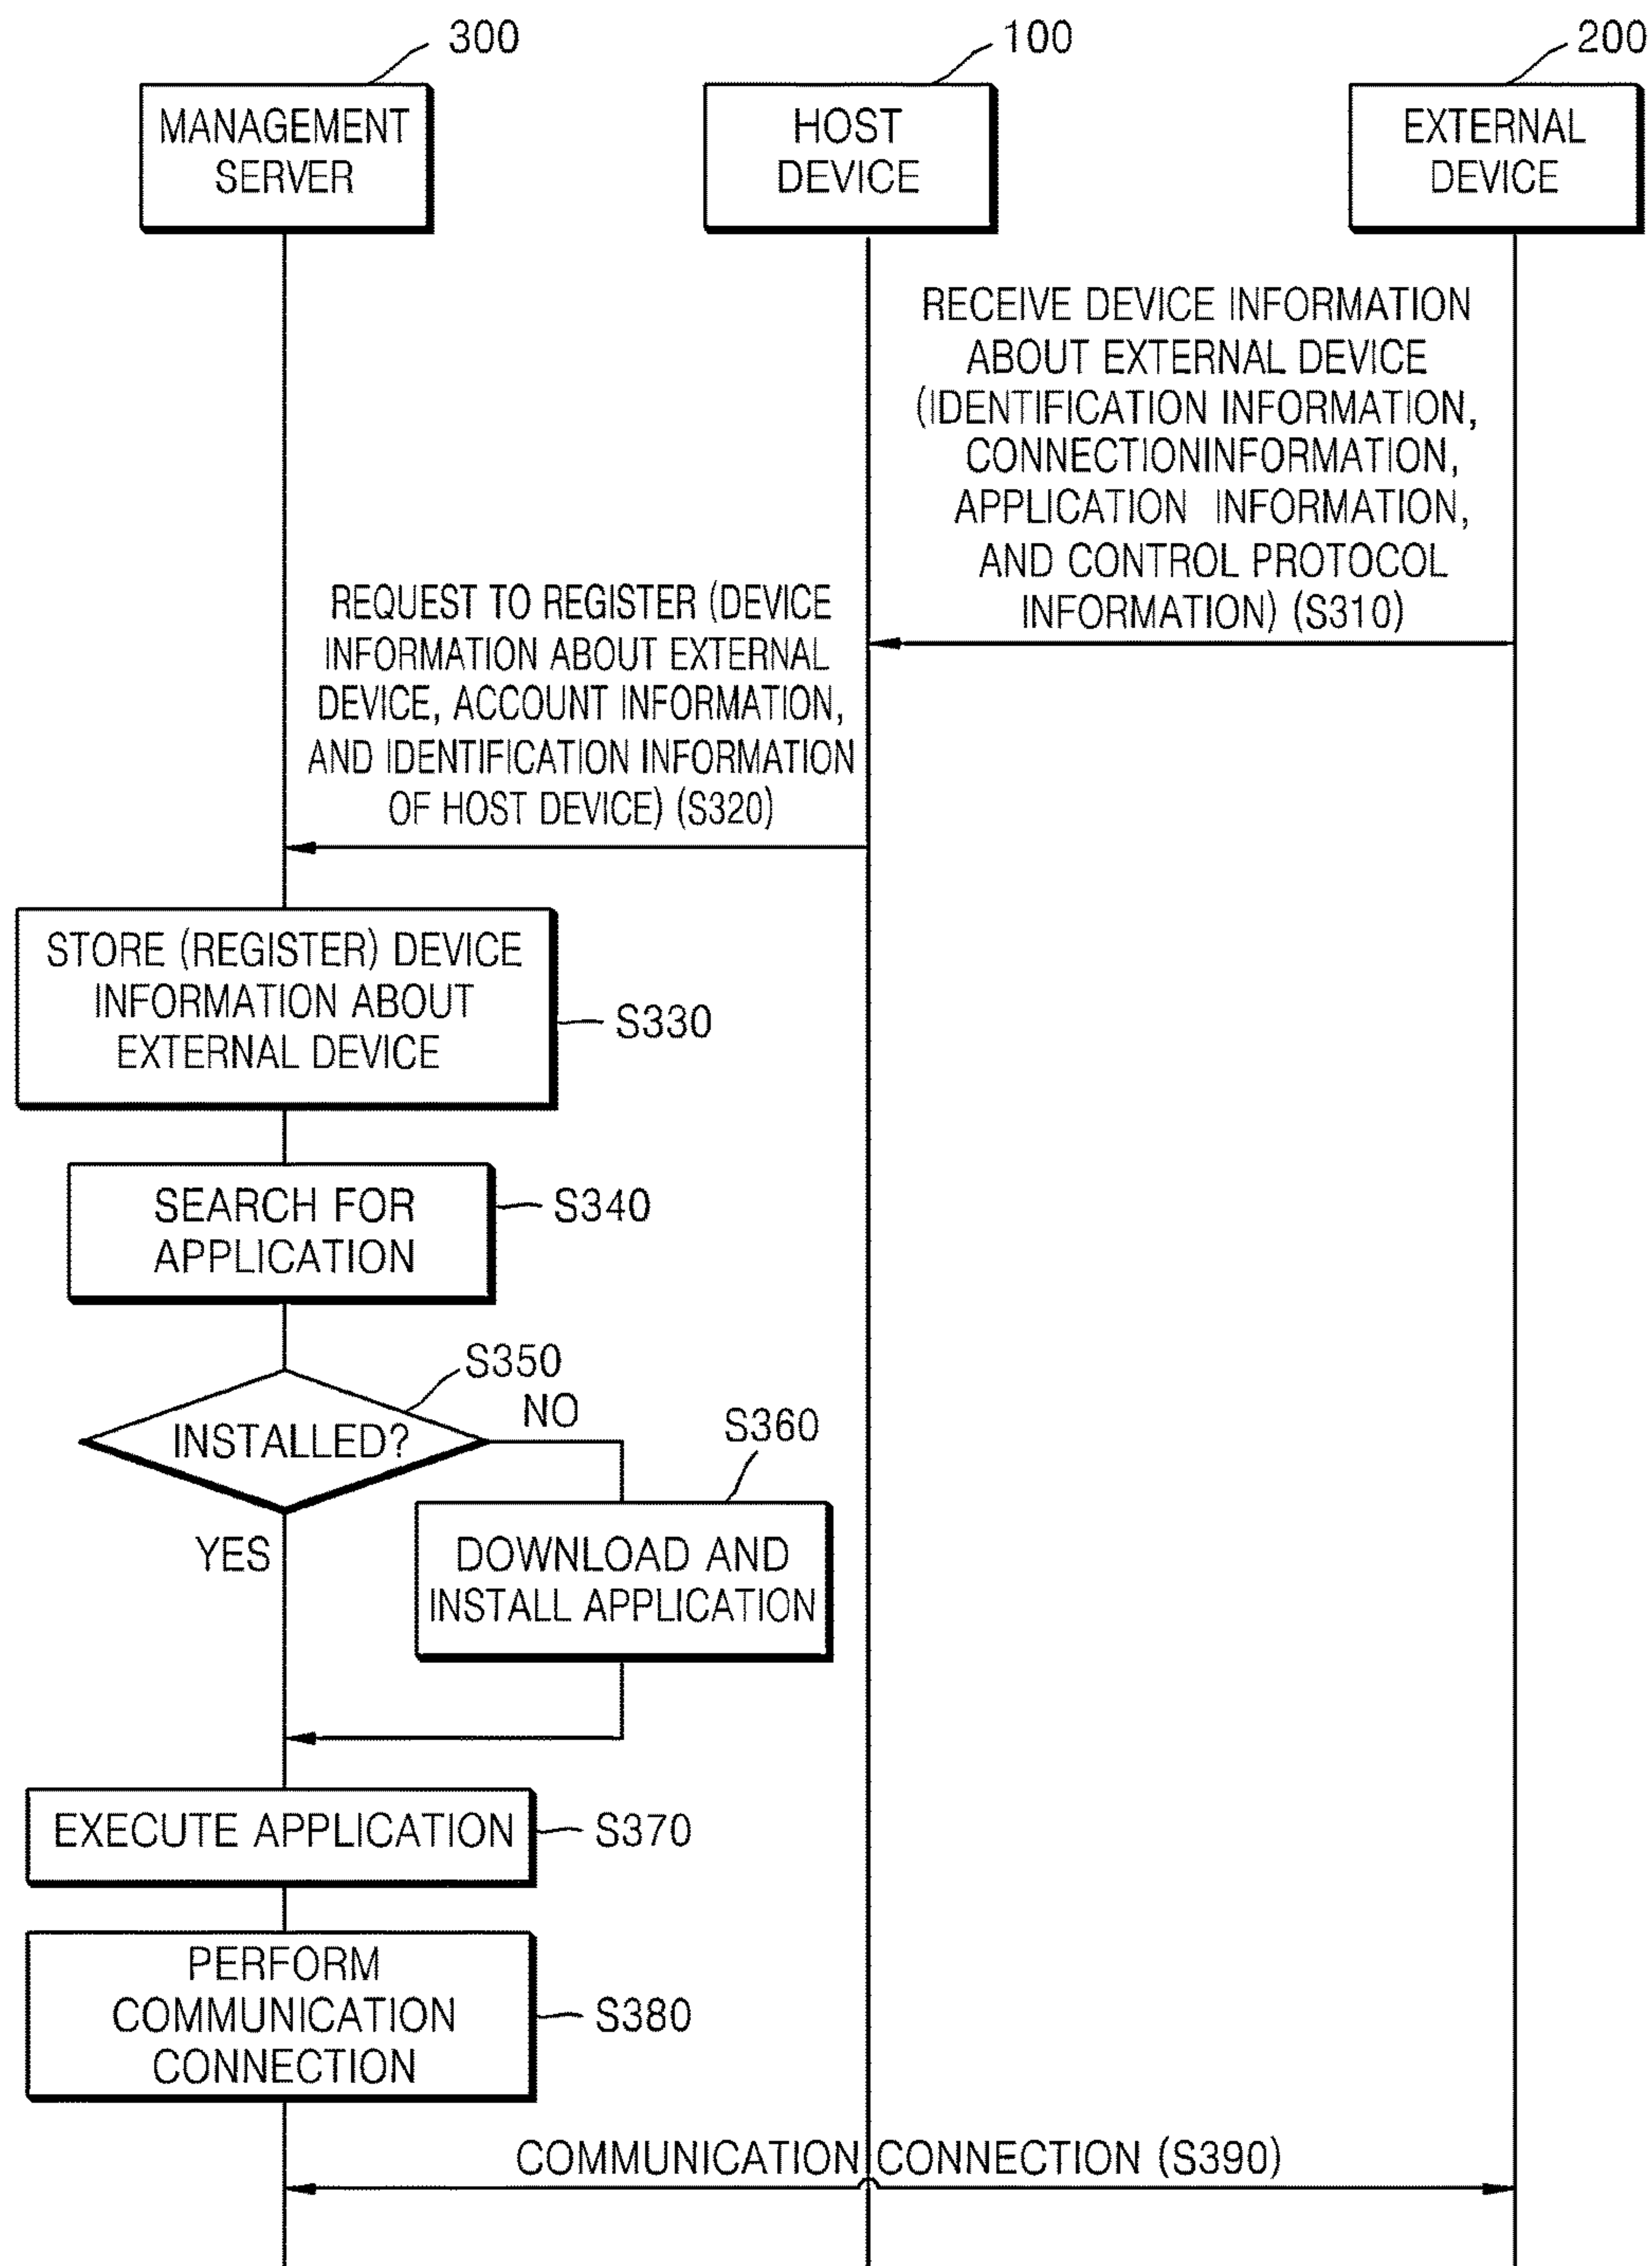 300
100
200
MANAGEMENT
SERVER
HOST
DEVICE
EXTERNAL
DEVICE
RECEIVE DEVICE INFORMATION
ABOUT EXTERNAL DEVICE
(IDENTIFICATION INFORMATION,
CONNECTIONINFORMATION,
APPLICATION INFORMATION,
AND CONTROL PROTOCOL
INFORMATION) (S310)
REQUEST TO REGISTER (DEVICE
INFORMATION ABOUT EXTERNAL
DEVICE, ACCOUNT INFORMATION,
AND IDENTIFICATION INFORMATION
OF HOST DEVICE) (S320)
STORE (REGISTER) DEVICE
INFORMATION ABOUT
EXTERNAL DEVICE
S330
SEARCH FOR
APPLICATION
S340
S350
INSTALLED?
NO
S360
YES
DOWNLOAD AND
INSTALL APPLICATION
EXECUTE APPLICATION
S370
PERFORM
COMMUNICATION
CONNECTION
S380
COMMUNICATION CONNECTION (S390)